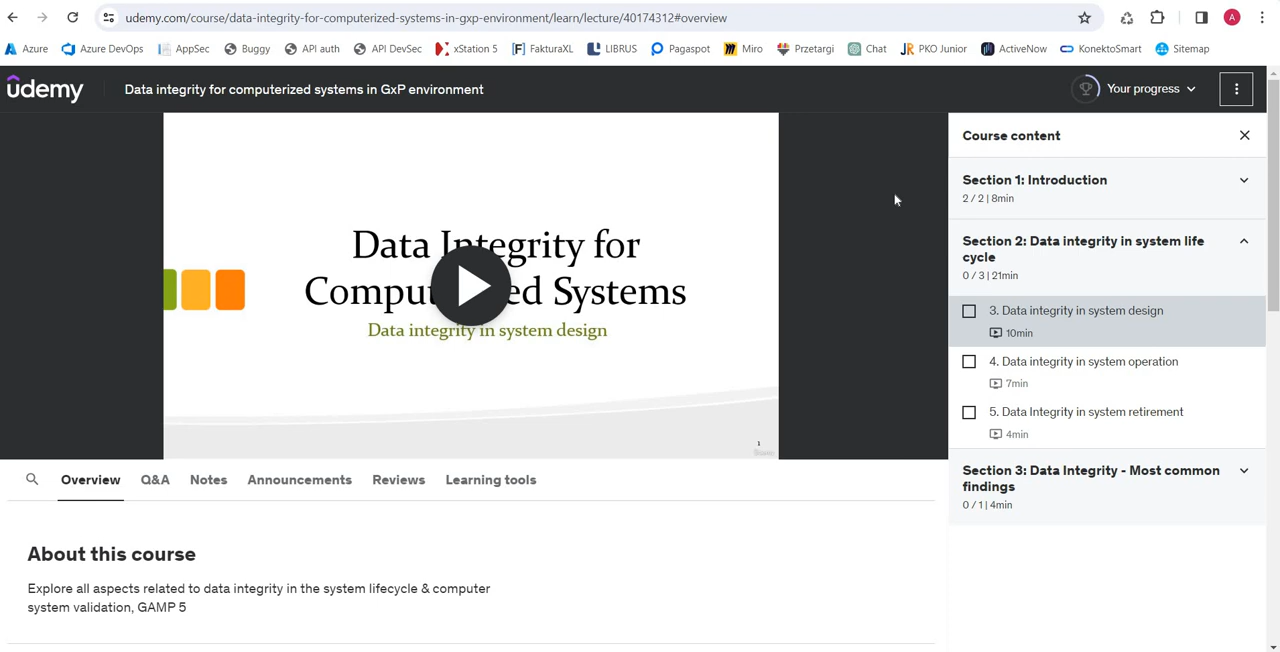 udemy.com/course/data-integrity-for-computerized-systems-in-gxp-environment/learn/lecture/40174312#overview
A
Azure
Azure DevOps
AppSec
Buggy
API auth
API DevSec
xStation 5
FakturaXL
LIBRUS
Pagaspot
Miro
Przetargi
Chat
PKO Junior
ActiveNow
KonektoSmart
Sitemap
udemy
Data integrity for computerized systems in GxP environment
Your progress
Data Integrity for
Systems
Data integrity in system design
1
Course content
Section 1: Introduction
2 / 2 | 8min
Section 2: Data integrity in system life
cycle
0 / 3 | 21min
3. Data integrity in system design
10min
4. Data integrity in system operation
7min
5. Data Integrity in system retirement
4min
Section 3: Data Integrity - Most common
findings
0 / 1 | 4min
Overview
Q&A
Notes
Announcements
Reviews
Learning tools
About this course
Explore all aspects related to data integrity in the system lifecycle & computer
system validation, GAMP 5